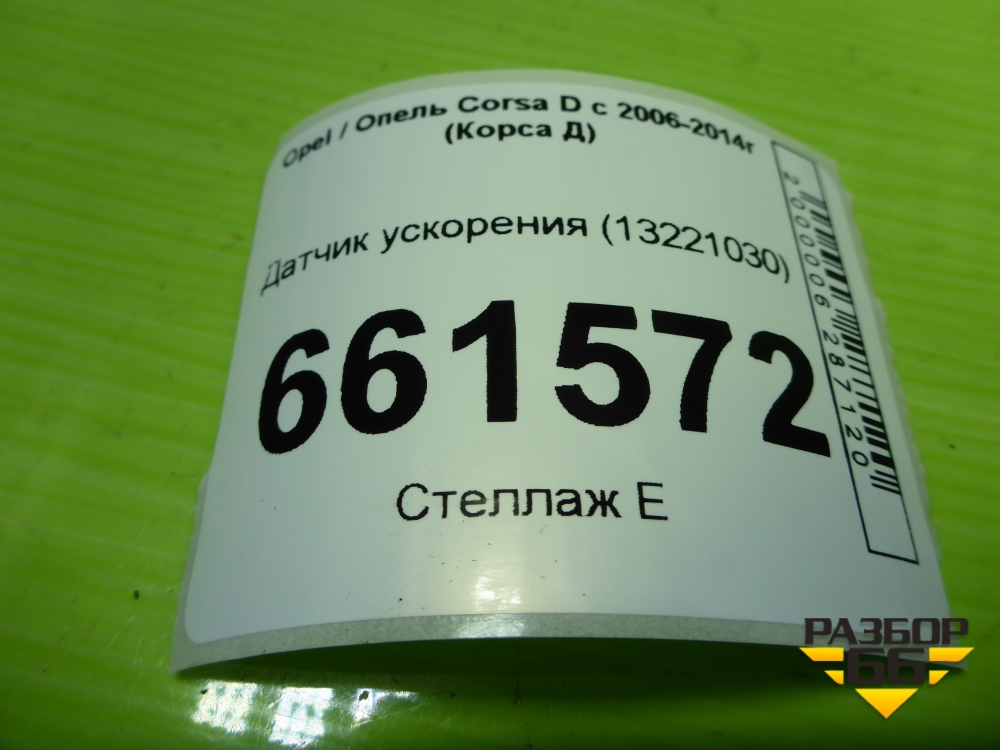 Opel / Опель Corsa D с 2006-2014г
(Корса Д)
Датчик ускорения (13221030)
661572
Стеллаж Е
2000006287120
РАЗБОР
66